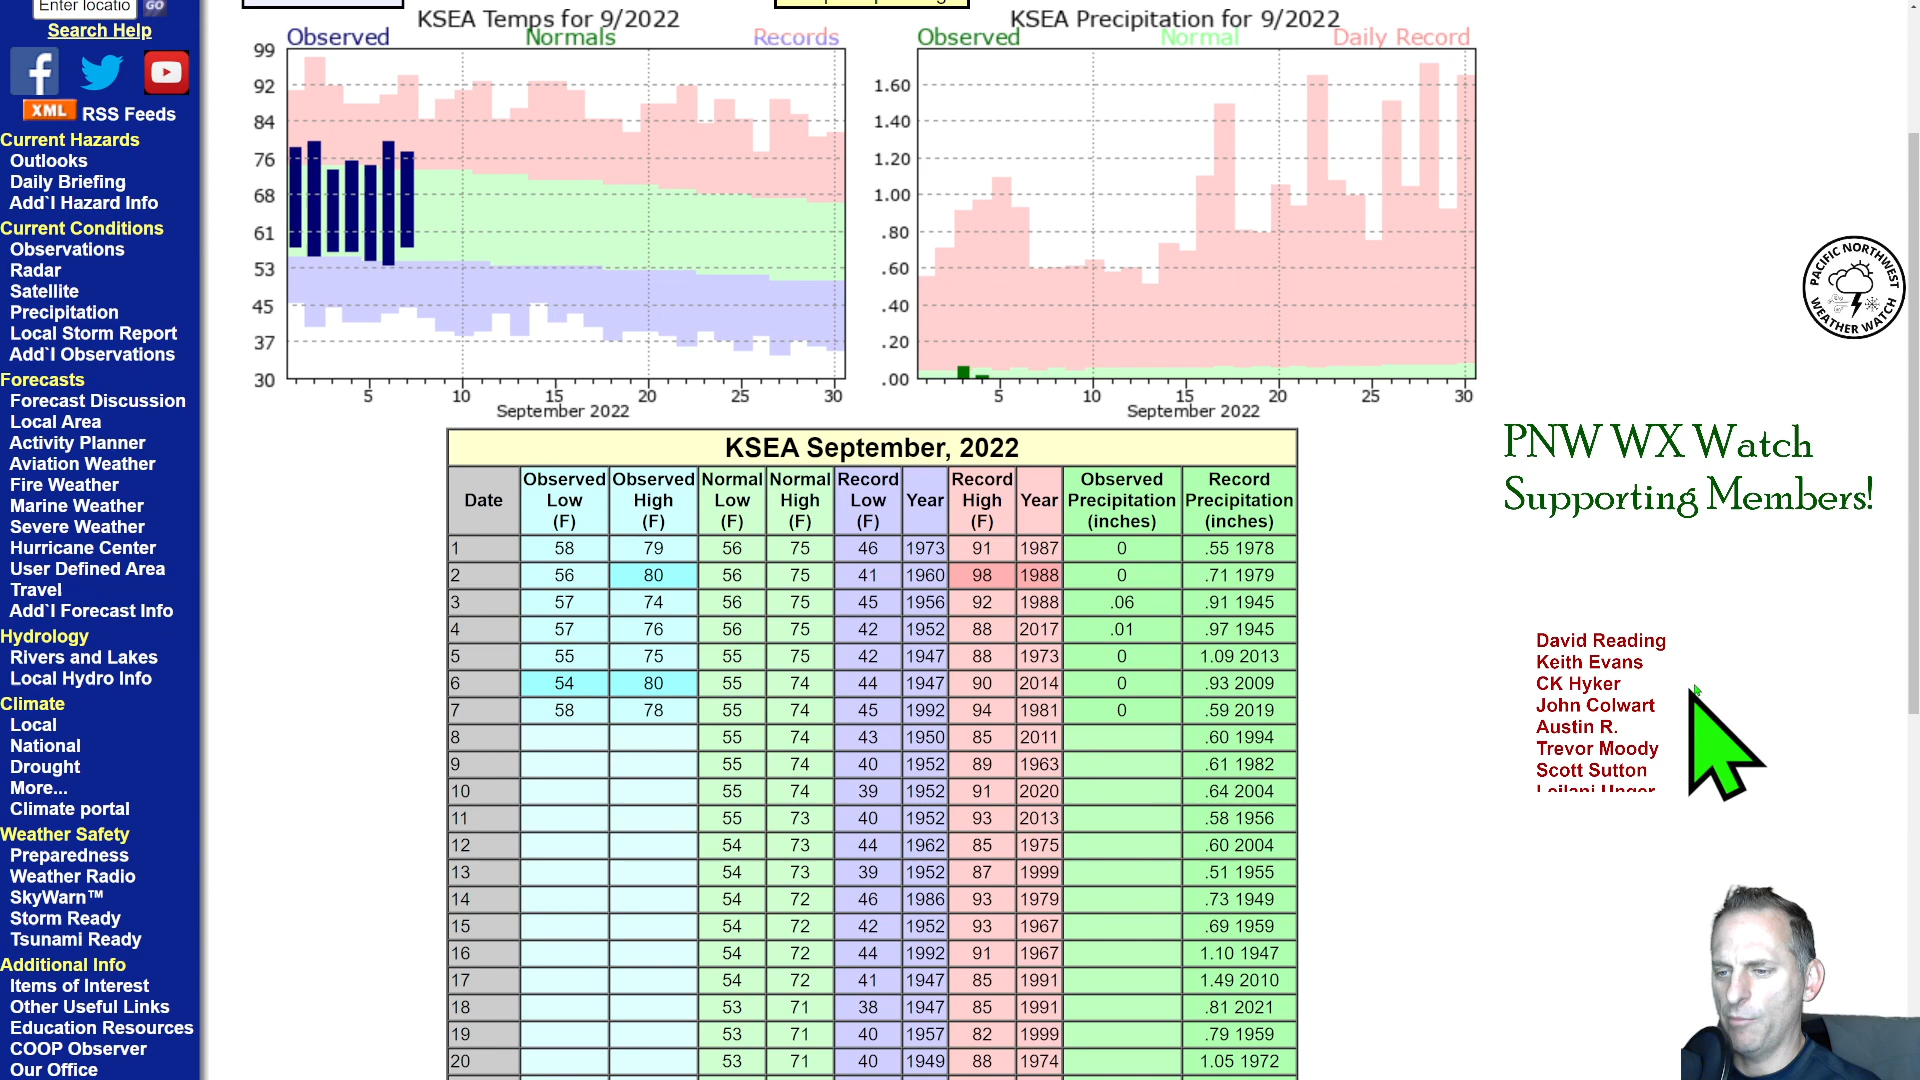 Enter locatio GO
Search Help
XML RSS Feeds
Current Hazards
Outlooks
Daily Briefing
Add`l Hazard Info
Current Conditions
Observations
Radar
Satellite
Precipitation
Local Storm Report
Add`l Observations
Forecasts
Forecast Discussion
Local Area
Activity Planner
Aviation Weather
Fire Weather
Marine Weather
Severe Weather
Hurricane Center
User Defined Area
Travel
Add`l Forecast Info
Hydrology
Rivers and Lakes
Local Hydro Info
Climate
Local
National
Drought
More...
Climate portal
Weather Safety
Preparedness
Weather Radio
SkyWarn™
Storm Ready
Tsunami Ready
Additional Info
Items of Interest
Other Useful Links
Education Resources
COOP Observer
Our Office
KSEA Temps for 9/2022
Observed Normals Records
99
92
84
76
68
61
53
45
37
30
5 10 15 20 25 30
September 2022
KSEA Precipitation for 9/2022
Observed Normal Daily Record
1.60
1.40
1.20
1.00
.80
.60
.40
.20
.00
5 10 15 20 25 30
September 2022
KSEA September, 2022
Date Observed Low (F) Observed High (F) Normal Low (F) Normal High (F) Record Low (F) Year Record High (F) Year Observed Precipitation (inches) Record Precipitation (inches)
1 58 79 56 75 46 1973 91 1987 0 .55 1978
2 56 80 56 75 41 1960 98 1988 0 .71 1979
3 57 74 56 75 45 1956 92 1988 .06 .91 1945
4 57 76 56 75 42 1952 88 2017 .01 .97 1945
5 55 75 55 75 42 1947 88 1973 0 1.09 2013
6 54 80 55 74 44 1947 90 2014 0 .93 2009
7 58 78 55 74 45 1992 94 1981 0 .59 2019
8 55 74 43 1950 85 2011 .60 1994
9 55 74 40 1952 89 1963 .61 1982
10 55 74 39 1952 91 2020 .64 2004
11 55 73 40 1952 93 2013 .58 1956
12 54 73 44 1962 85 1975 .60 2004
13 54 73 39 1952 87 1999 .51 1955
14 54 72 46 1986 93 1979 .73 1949
15 54 72 42 1952 93 1967 .69 1959
16 54 72 44 1992 91 1967 1.10 1947
17 54 72 41 1947 85 1991 1.49 2010
18 53 71 38 1947 85 1991 .81 2021
19 53 71 40 1957 82 1999 .79 1959
20 53 71 40 1949 88 1974 1.05 1972
PACIFIC NORTHWEST
WEATHER WATCH
PNW WX Watch
Supporting Members!
David Reading
Keith Evans
CK Hyker
John Colwart
Austin R.
Trevor Moody
Scott Sutton